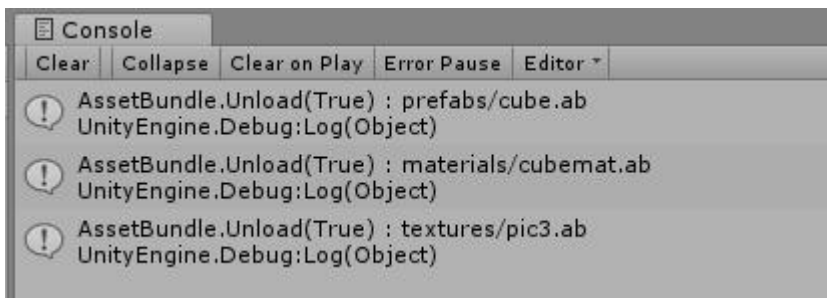 Console
Clear Collapse Clear on Play Error Pause Editor
AssetBundle.Unload(True) : prefabs/cube.ab
UnityEngine.Debug:Log(Object)
AssetBundle.Unload(True) : materials/cubemat.ab
UnityEngine.Debug:Log(Object)
AssetBundle.Unload(True) : textures/pic3.ab
UnityEngine.Debug:Log(Object)